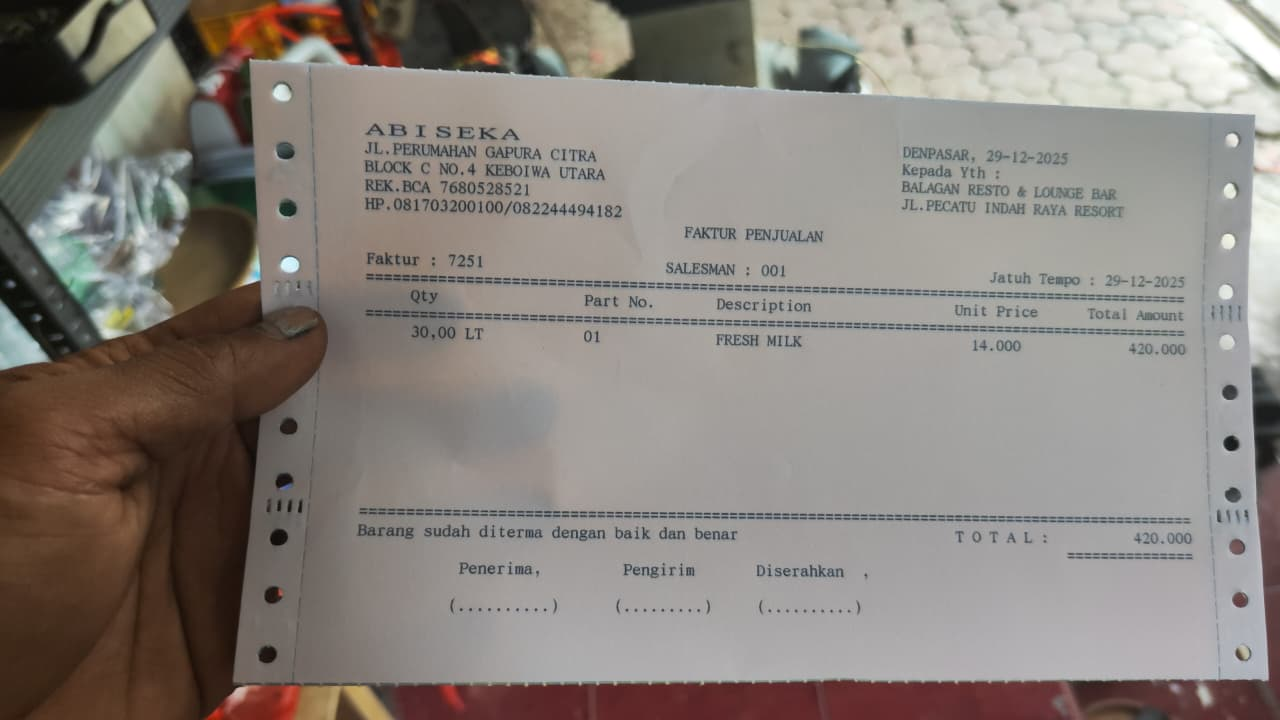 ABISEKA
JL.PERUMAHAN GAPURA CITRA
BLOCK C NO.4 KEBOIWA UTARA
REK.BCA 7680528521
HP.081703200100/082244494182
DENPASAR, 29-12-2025
Kepada Yth :
BALAGAN RESTO & LOUNGE BAR
JL.PECATU INDAH RAYA RESORT
FAKTUR PENJUALAN
Faktur : 7251 SALESMAN : 001 Jatuh Tempo : 29-12-2025
Qty Part No. Description Unit Price Total Amount
30,00 LT 01 FRESH MILK 14.000 420.000
Barang sudah diterma dengan baik dan benar T O T A L : 420.000
Penerima, Pengirim Diserahkan ,
(..........) (.........) (..........)